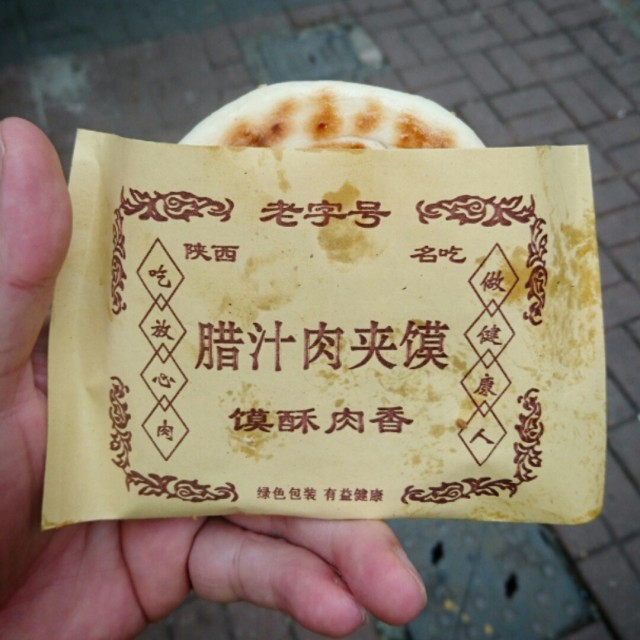 老字号
陕西 名吃
吃放心肉
做健康人
腊汁肉夹馍
馍酥肉香
绿色包装 有益健康